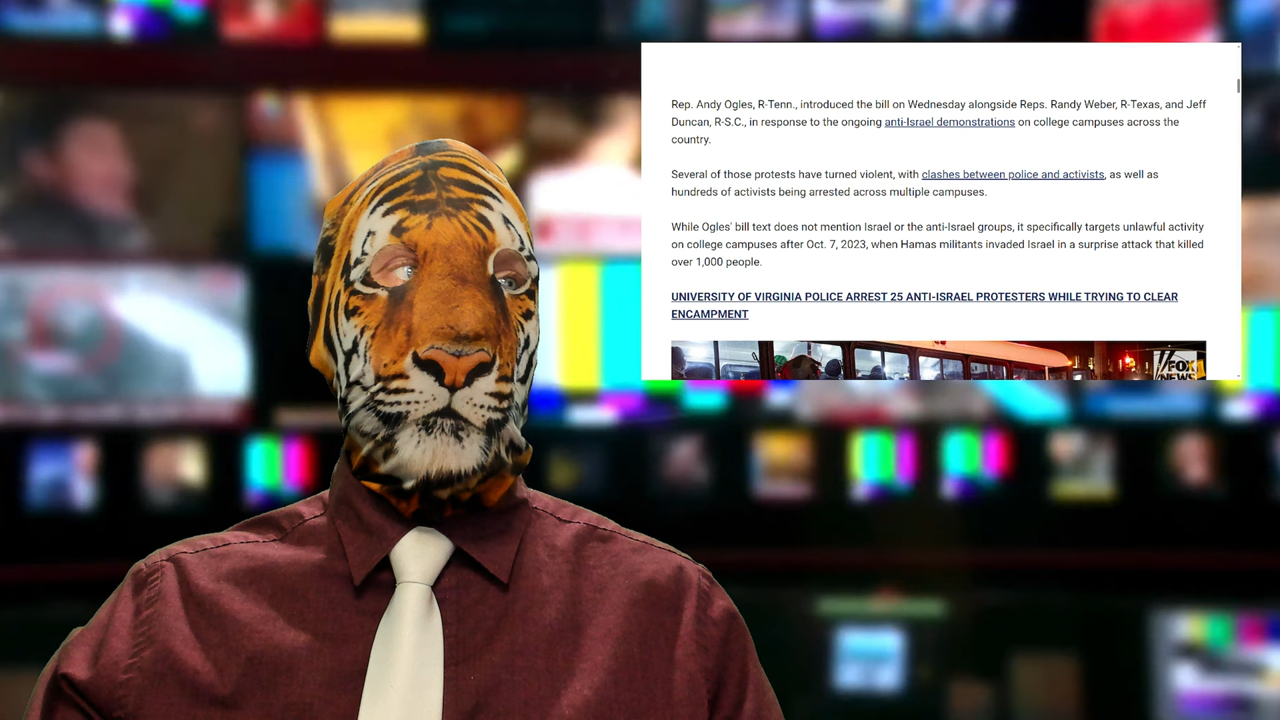 Rep. Andy Ogles, R-Tenn., introduced the bill on Wednesday alongside Reps. Randy Weber, R-Texas, and Jeff
Duncan, R-S.C., in response to the ongoing anti-Israel demonstrations on college campuses across the
country.
Several of those protests have turned violent, with clashes between police and activists, as well as
hundreds of activists being arrested across multiple campuses.
While Ogles' bill text does not mention Israel or the anti-Israel groups, it specifically targets unlawful activity
on college campuses after Oct. 7, 2023, when Hamas militants invaded Israel in a surprise attack that killed
over 1,000 people.
UNIVERSITY OF VIRGINIA POLICE ARREST 25 ANTI-ISRAEL PROTESTERS WHILE TRYING TO CLEAR
ENCAMPMENT
FOX
NEWS